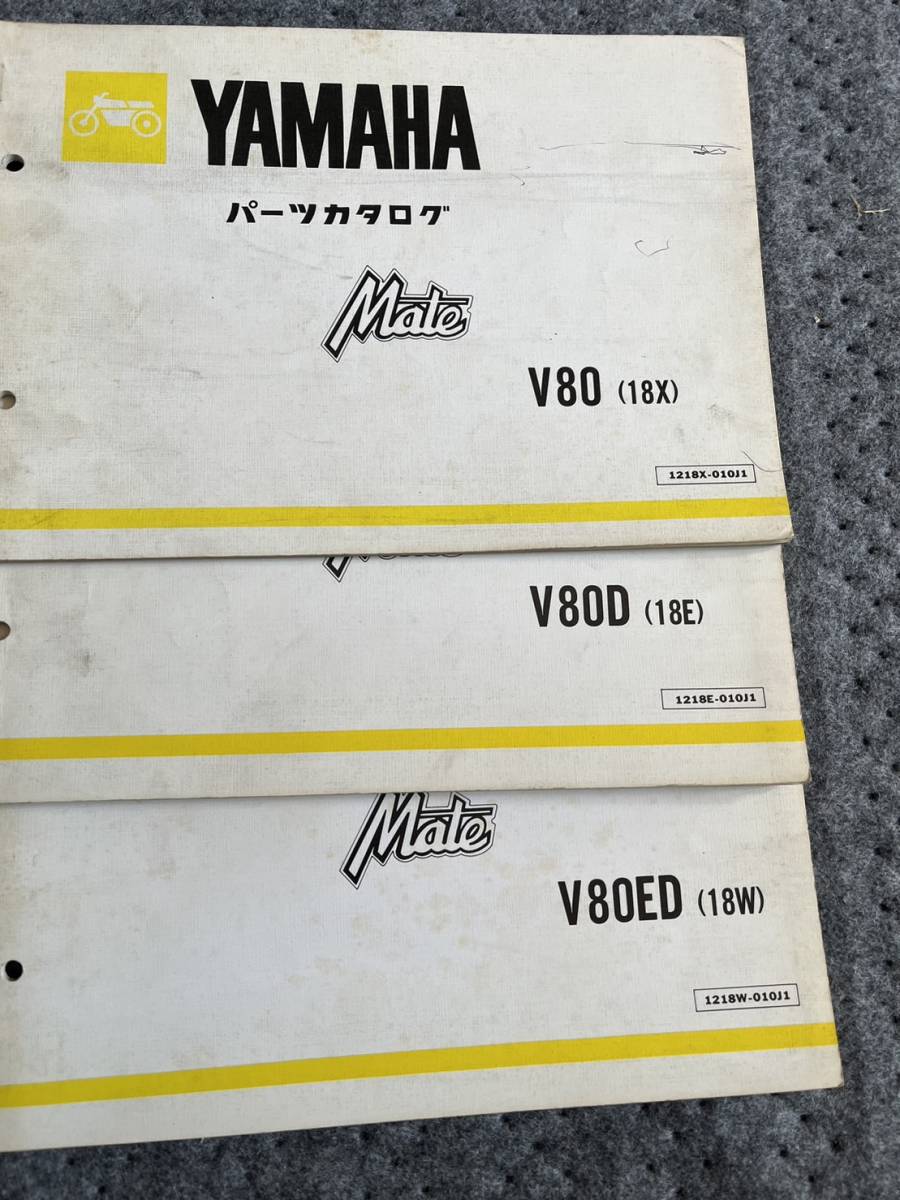 YAMAHA
パーツカタログ
Mate
V80 (18X)
1218X-010J1
V80D (18E)
1218E-010J1
Mate
V80ED (18W)
1218W-010J1